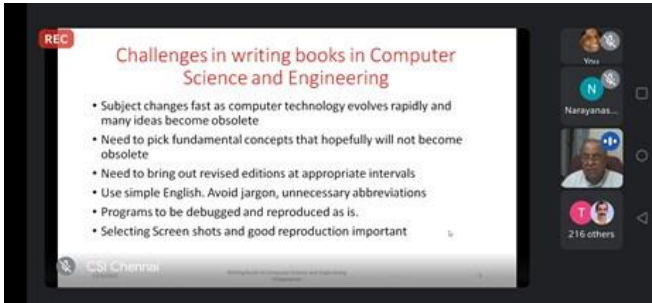 REC
Challenges in writing books in Computer
Science and Engineering
• Subject changes fast as computer technology evolves rapidly and
many ideas become obsolete
• Need to pick fundamental concepts that hopefully will not become
obsolete
• Need to bring out revised editions at appropriate intervals
• Use simple English. Avoid jargon, unnecessary abbreviations
• Programs to be debugged and reproduced as is.
• Selecting Screen shots and good reproduction important
CSI Chennai
You
N
Narayanas...
T
216 others